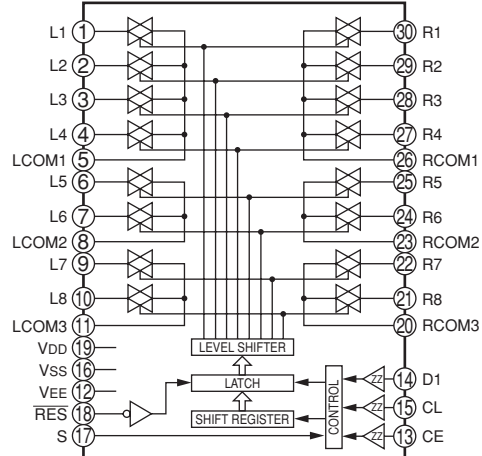 L1 1 30 R1
L2 2 29 R2
L3 3 28 R3
L4 4 27 R4
LCOM1 5 26 RCOM1
L5 6 25 R5
L6 7 24 R6
LCOM2 8 23 RCOM2
L7 9 22 R7
L8 10 21 R8
LCOM3 11 20 RCOM3
VDD 19 LEVEL SHIFTER
VSS 16
VEE 12 LATCH CONTROL ZZ 14 D1
RES 18 SHIFT REGISTER ZZ 15 CL
S 17 ZZ 13 CE